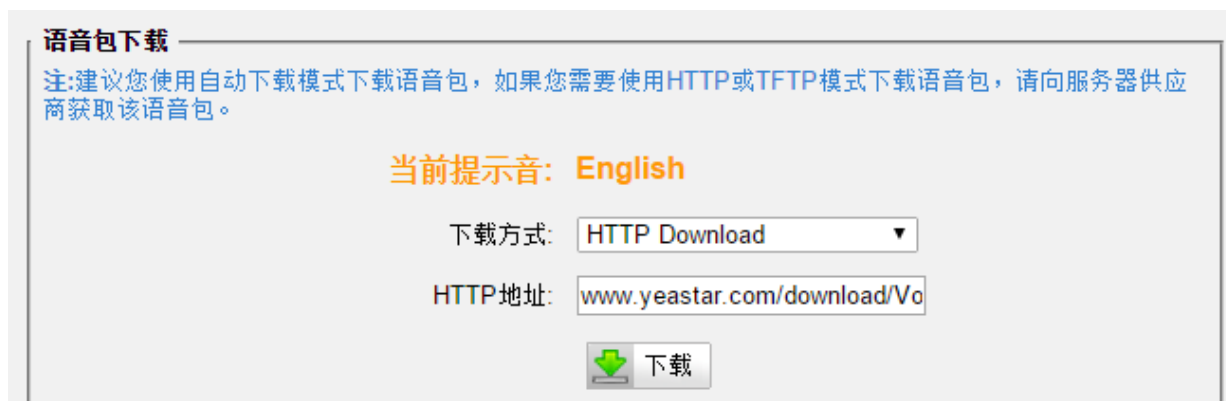 语音包下载
注:建议您使用自动下载模式下载语音包，如果您需要使用HTTP或TFTP模式下载语音包，请向服务器供应
商获取该语音包。
当前提示音: English
下载方式: HTTP Download
HTTP地址: www.yeastar.com/download/Vo
下载